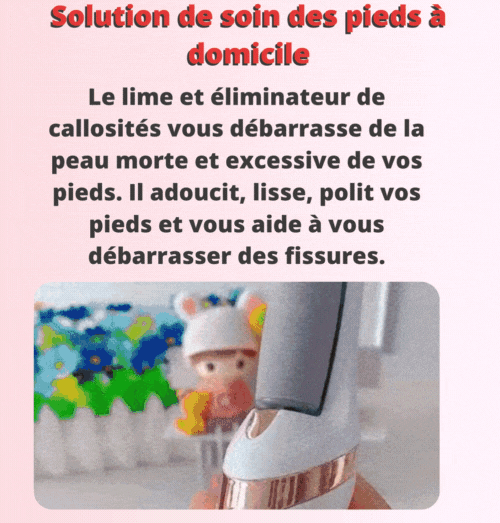 Solution de soin des pieds à
domicile
Le lime et éliminateur de
callosités vous débarrasse de la
peau morte et excessive de vos
pieds. Il adoucit, lisse, polit vos
pieds et vous aide à vous
débarrasser des fissures.